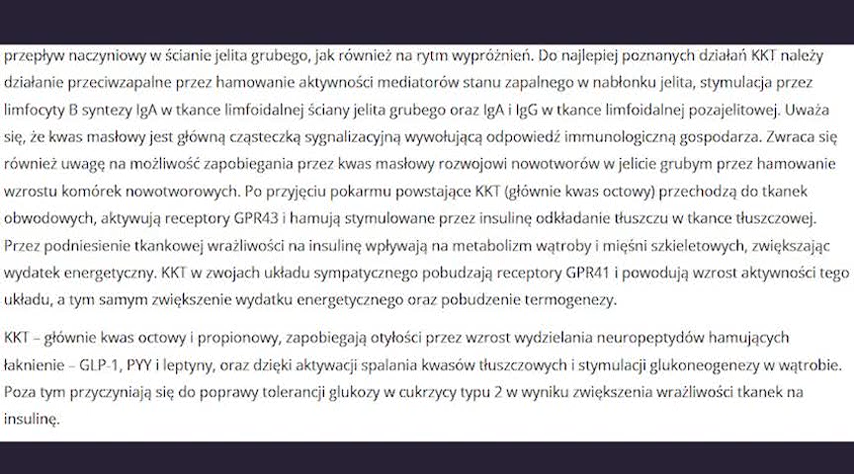 przepływ naczyniowy w ścianie jelita grubego, jak również na rytm wypróżnień. Do najlepiej poznanych działań KKT należy
działanie przeciwzapalne przez hamowanie aktywności mediatorów stanu zapalnego w nabłonku jelita, stymulacja przez
limfocyty B syntezy IgA w tkance limfoidalnej ściany jelita grubego oraz IgA i IgG w tkance limfoidalnej pozajelitowej. Uważa
się, że kwas masłowy jest główną cząsteczką sygnalizacyjną wywołującą odpowiedź immunologiczną gospodarza. Zwraca się
również uwagę na możliwość zapobiegania przez kwas masłowy rozwojowi nowotworów w jelicie grubym przez hamowanie
wzrostu komórek nowotworowych. Po przyjęciu pokarmu powstające KKT (głównie kwas octowy) przechodzą do tkanek
obwodowych, aktywują receptory GPR43 i hamują stymulowane przez insulinę odkładanie tłuszczu w tkance tłuszczowej.
Przez podniesienie tkankowej wrażliwości na insulinę wpływają na metabolizm wątroby i mięśni szkieletowych, zwiększając
wydatek energetyczny. KKT w zwojach układu sympatycznego pobudzają receptory GPR41 i powodują wzrost aktywności tego
układu, a tym samym zwiększenie wydatku energetycznego oraz pobudzenie termogenezy.
KKT – głównie kwas octowy i propionowy, zapobiegają otyłości przez wzrost wydzielania neuropeptydów hamujących
łaknienie – GLP-1, PYY i leptyny, oraz dzięki aktywacji spalania kwasów tłuszczowych i stymulacji glukoneogenezy w wątrobie.
Poza tym przyczyniają się do poprawy tolerancji glukozy w cukrzycy typu 2 w wyniku zwiększenia wrażliwości tkanek na
insulinę.